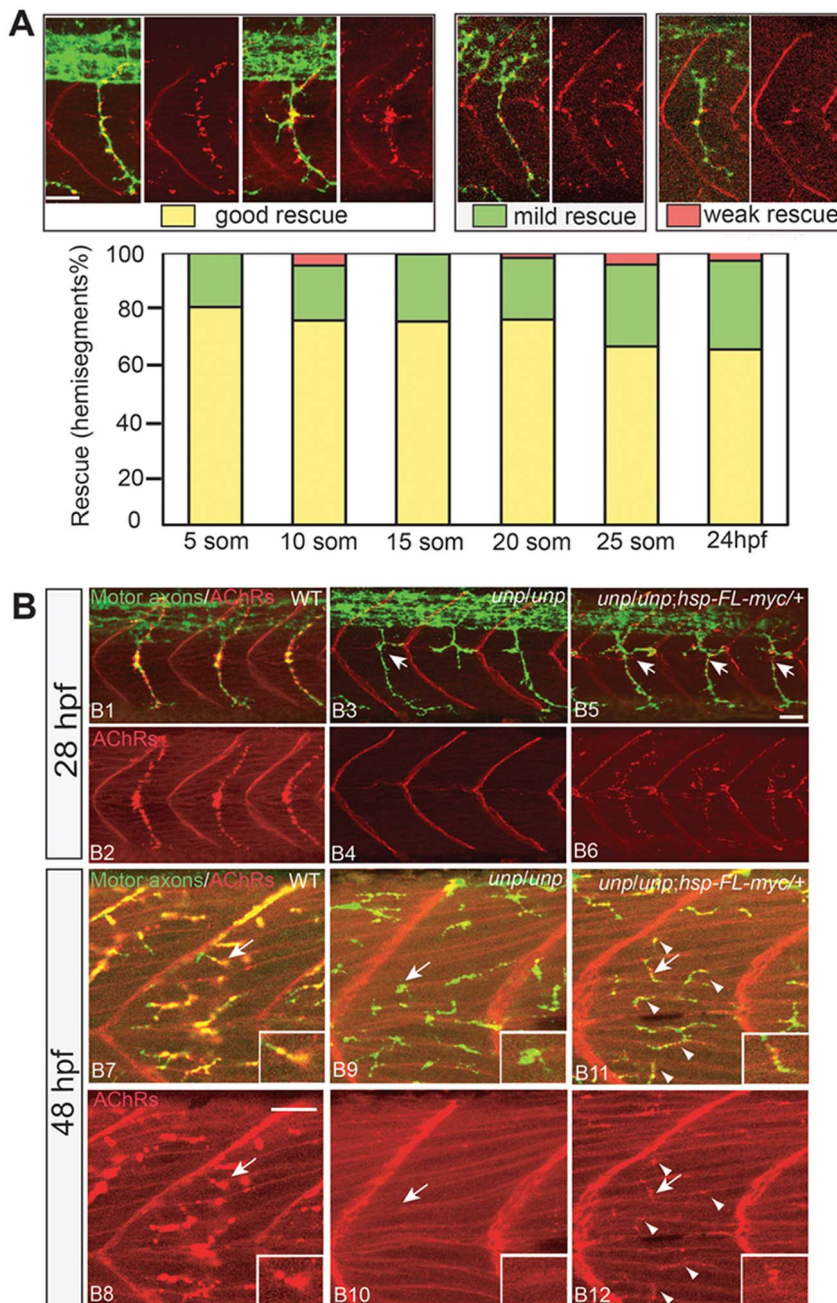 A
good rescue
mild rescue
weak rescue
Rescue (hemisegments%)
100
80
60
40
20
0
5 som
10 som
15 som
20 som
25 som
24hpf
B
28 hpf
Motor axons/AChRs WT
B1
unp/unp
B3
unp/unp;hsp-FL-myc/+
B5
AChRs
B2
B4
B6
48 hpf
Motor axons/AChRs WT
B7
unp/unp
B9
unp/unp;hsp-FL-myc/+
B11
AChRs
B8
B10
B12